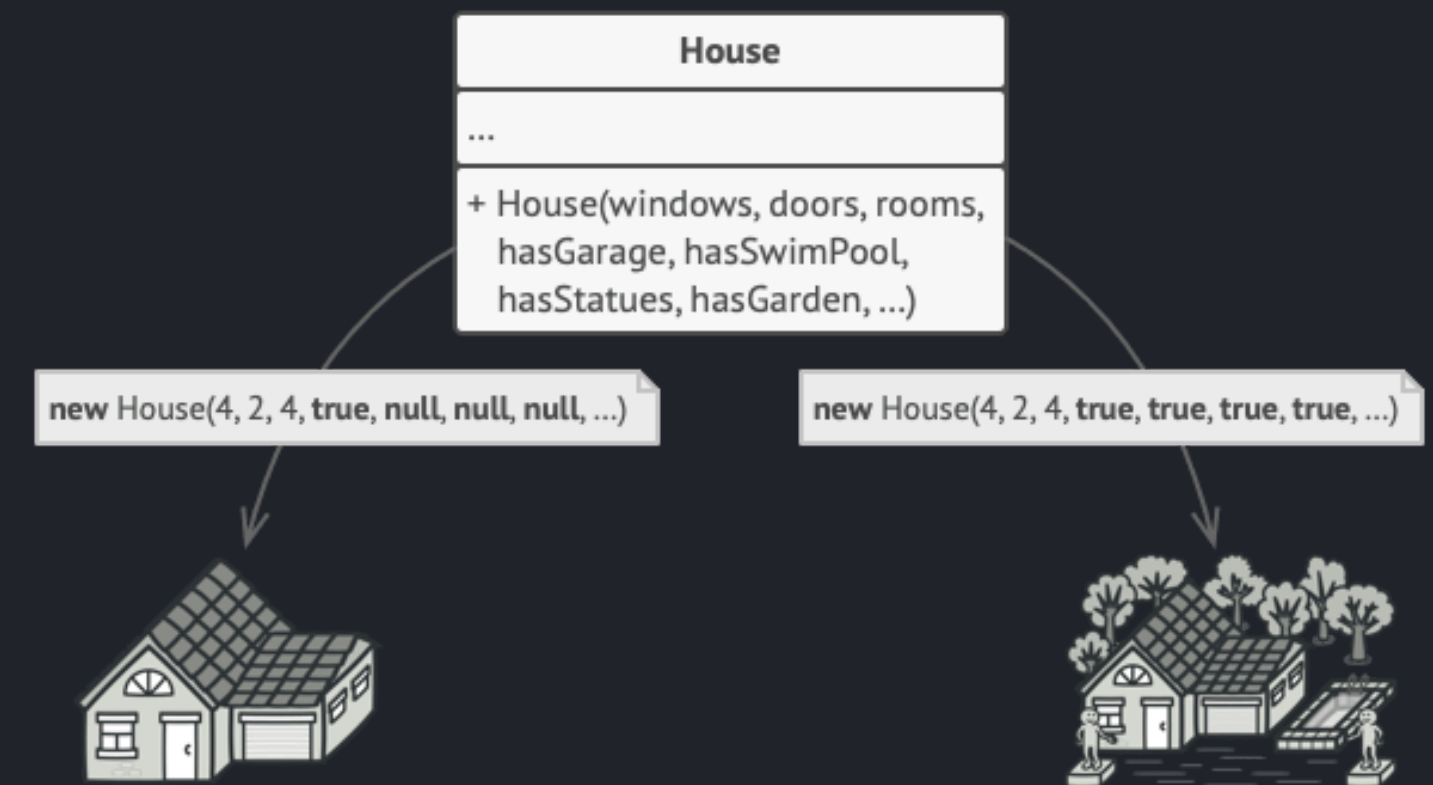 House
...
+ House(windows, doors, rooms,
hasGarage, hasSwimPool,
hasStatues, hasGarden, ...)
new House(4, 2, 4, true, null, null, null, ...)
new House(4, 2, 4, true, true, true, true, ...)